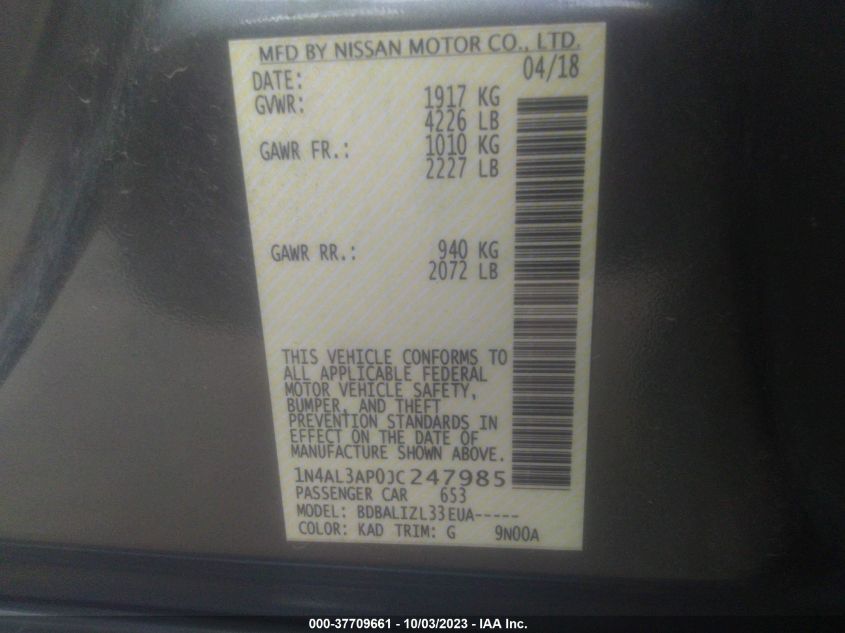 MFD BY NISSAN MOTOR CO., LTD.
DATE: 04/18
GVWR: 1917 KG
4226 LB
GAWR FR.: 1010 KG
2227 LB
GAWR RR.: 940 KG
2072 LB
THIS VEHICLE CONFORMS TO
ALL APPLICABLE FEDERAL
MOTOR VEHICLE SAFETY,
BUMPER, AND THEFT
PREVENTION STANDARDS IN
EFFECT ON THE DATE OF
MANUFACTURE SHOWN ABOVE.
1N4AL3AP0JC247985
PASSENGER CAR 653
MODEL: BDBALIZL33EUA-----
COLOR: KAD TRIM: G 9N00A
000-37709661 - 10/03/2023 - IAA Inc.